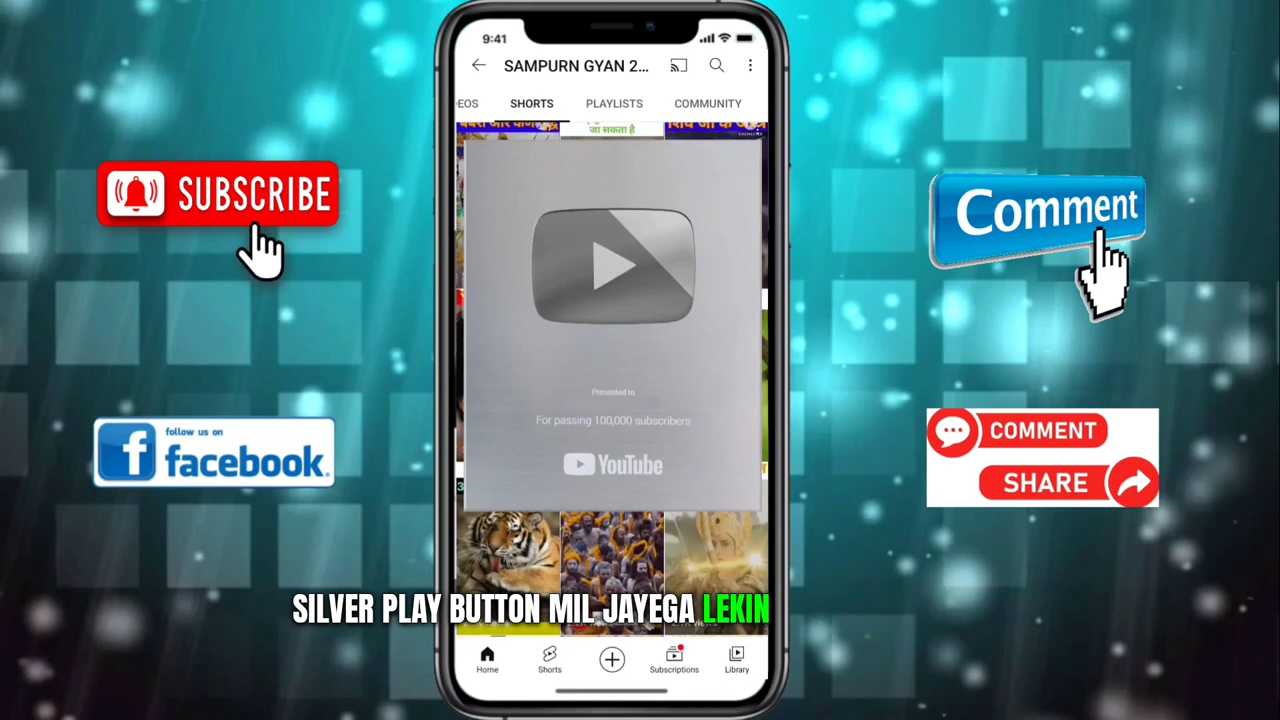 9:41
SAMPURN GYAN 2...
EOS
SHORTS
PLAYLISTS
COMMUNITY
जा सकता है
SUBSCRIBE
Comment
Presented to
For passing 100,000 subscribers
YouTube
follow us on
facebook.
COMMENT
SHARE
SILVER PLAY BUTTON MIL JAYEGA LEKIN
Home
Shorts
Subscriptions
Library